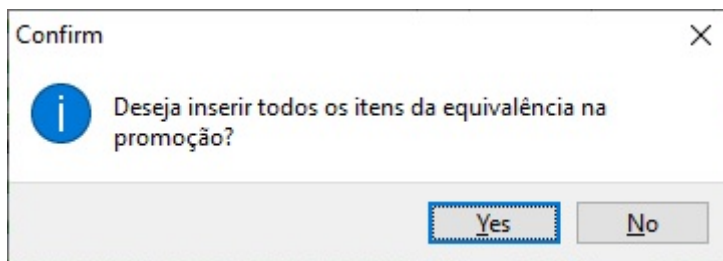 Confirm
Deseja inserir todos os itens da equivalência na
promoção?
Yes
No